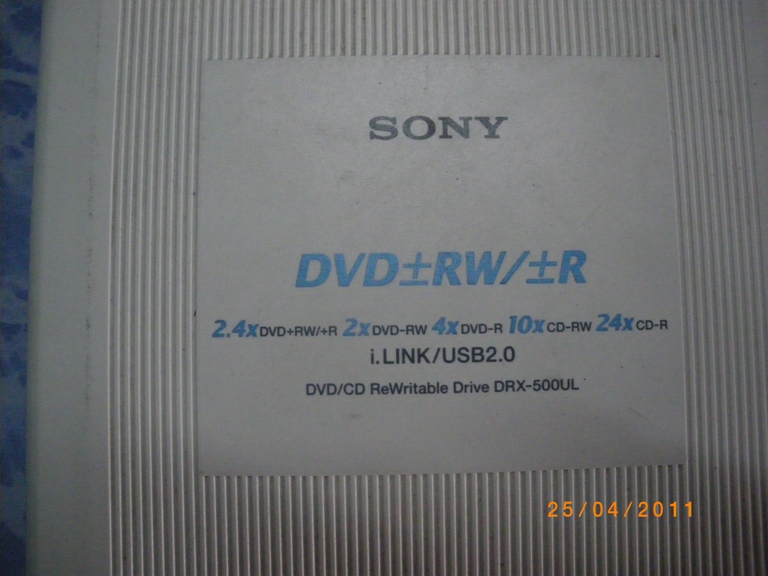 SONY
DVD±RW/±R
2.4x DVD+RW/+R 2x DVD-RW 4x DVD-R 10x CD-RW 24x CD-R
i.LINK/USB2.0
DVD/CD ReWritable Drive DRX-500UL
25/04/2011